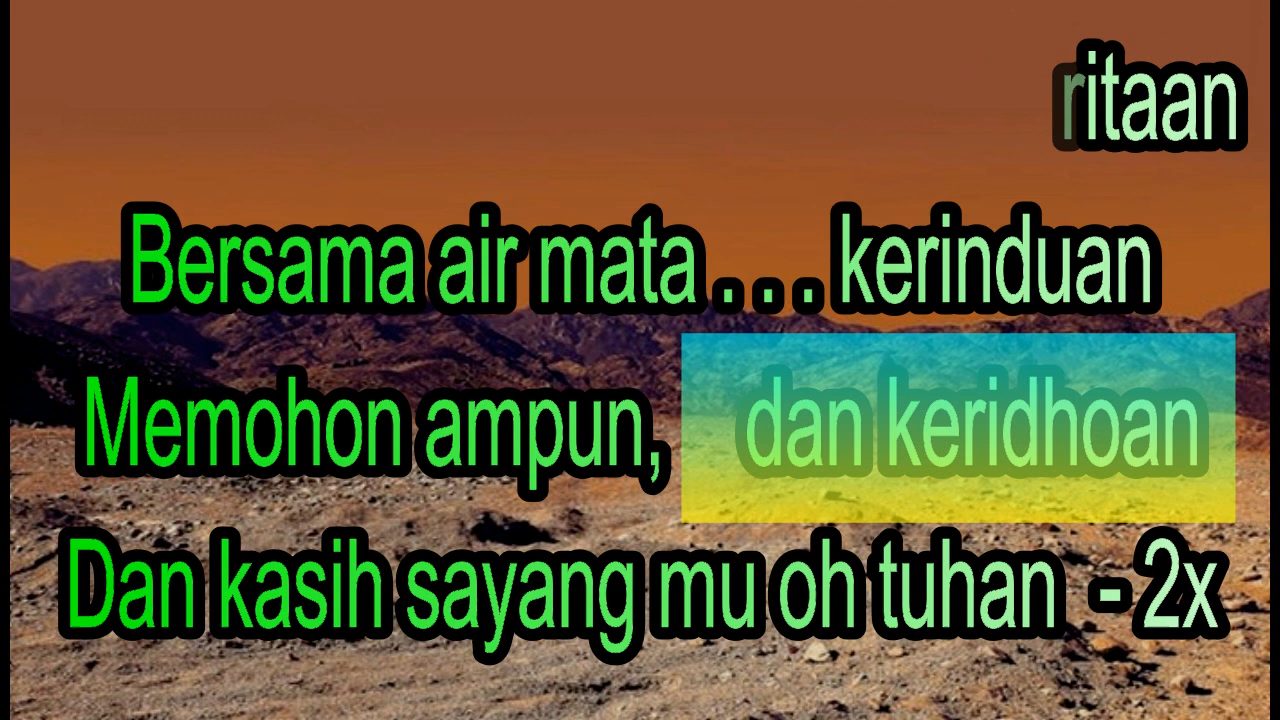 ritaan
Bersama air mata . . . kerinduan
Memohon ampun, dan keridhoan
Dan kasih sayang mu oh tuhan - 2x